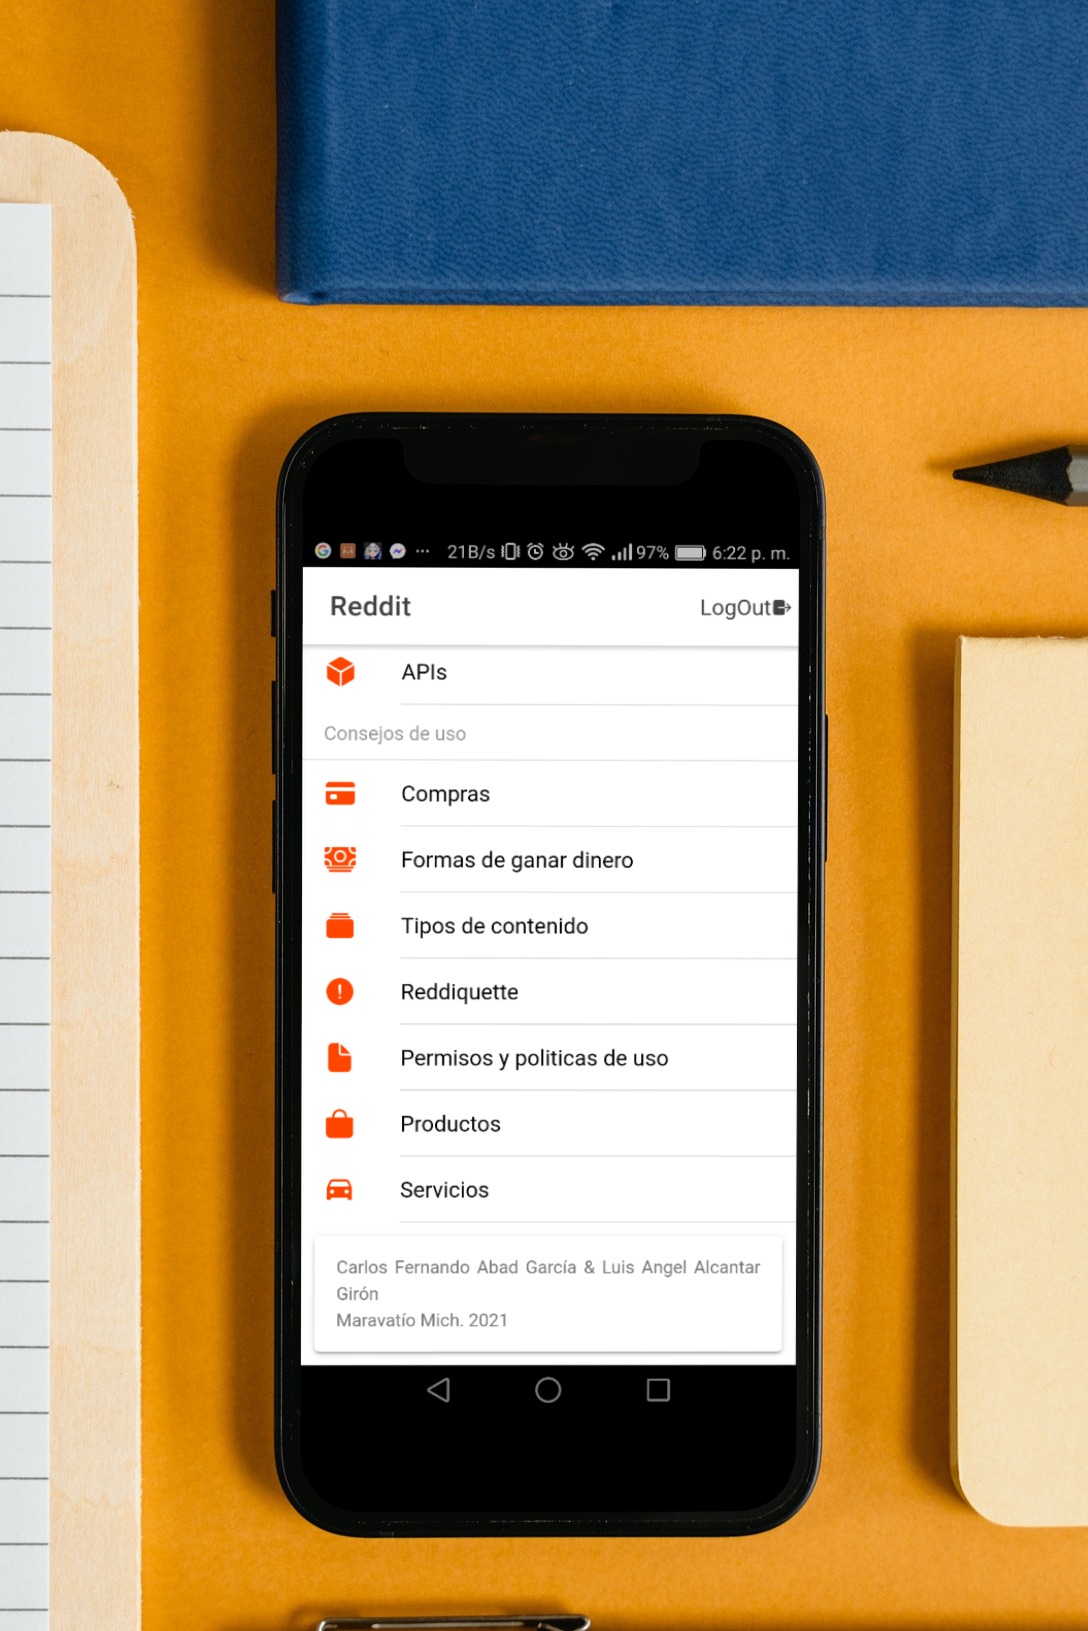 21B/s 97% 6:22 p. m.
Reddit LogOut
APIs
Consejos de uso
Compras
Formas de ganar dinero
Tipos de contenido
Reddiquette
Permisos y politicas de uso
Productos
Servicios
Carlos Fernando Abad García & Luis Angel Alcantar
Girón
Maravatío Mich. 2021